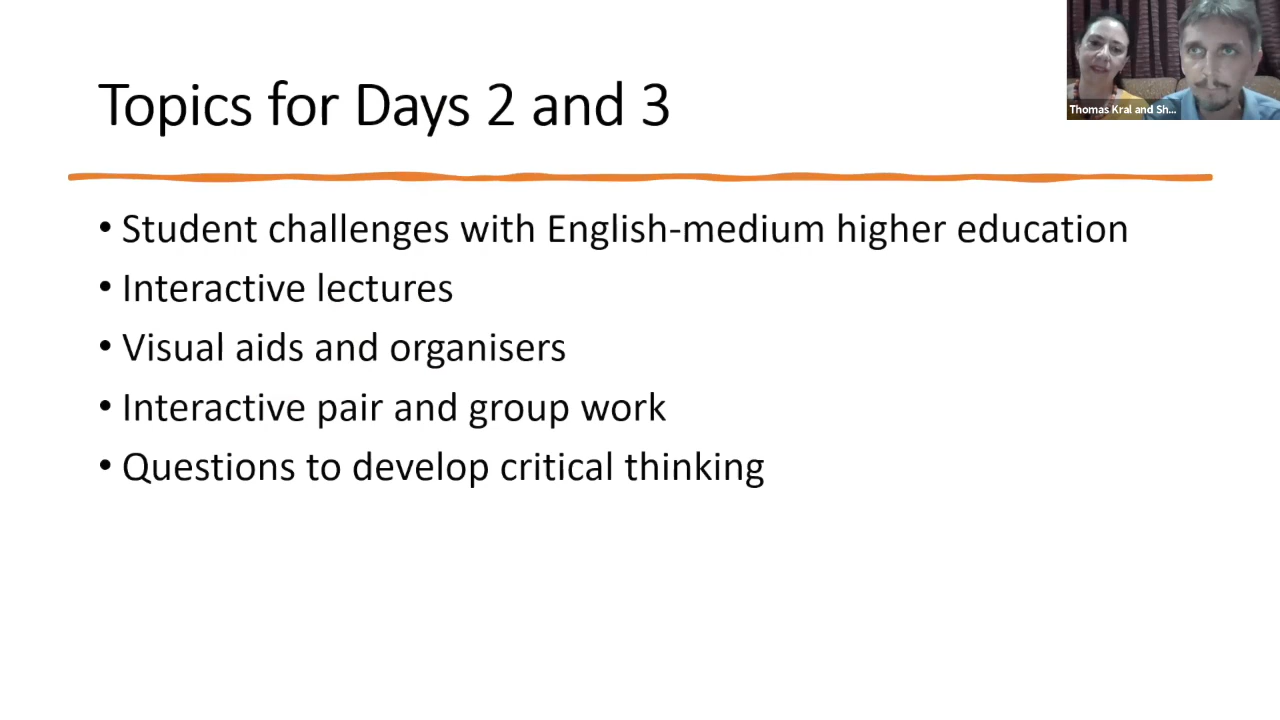 Topics for Days 2 and 3
Thomas Kral and Sh...
• Student challenges with English-medium higher education
• Interactive lectures
• Visual aids and organisers
• Interactive pair and group work
• Questions to develop critical thinking